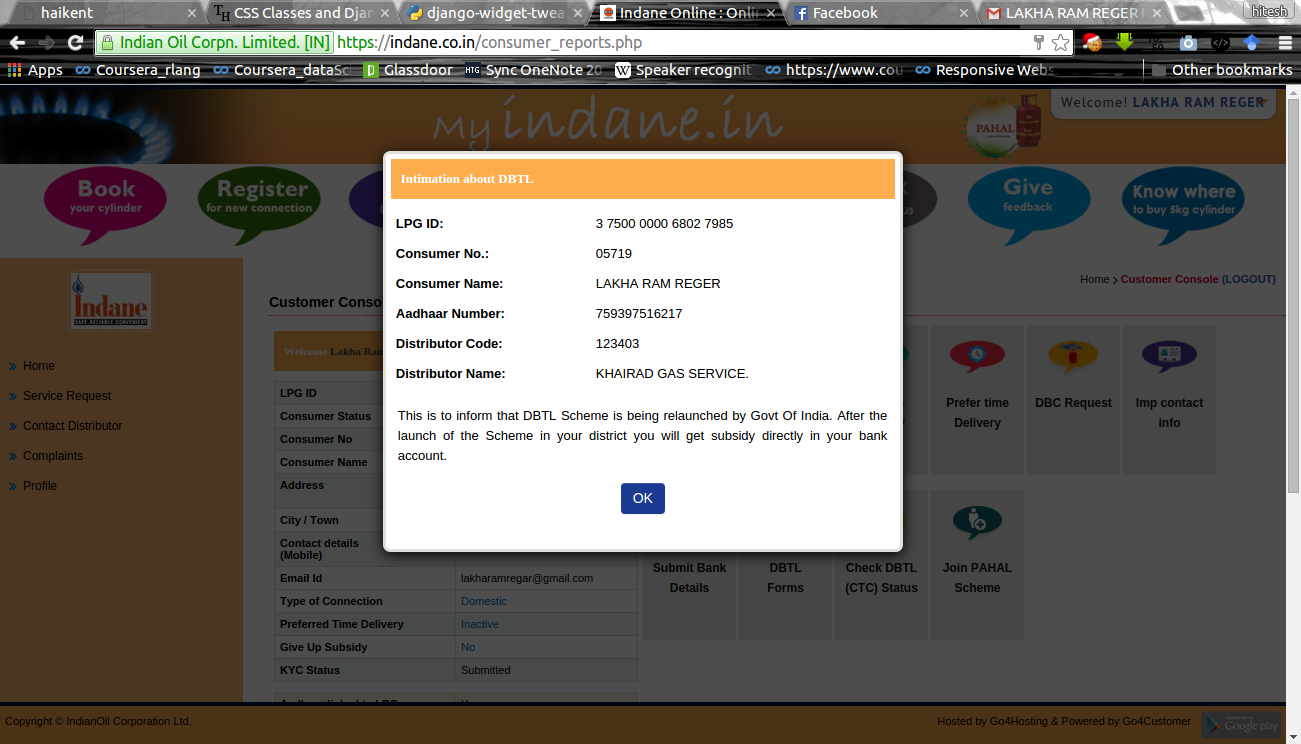 haikent
TH CSS Classes and Djar
django-widget-twea
Indane Online : Onli
Facebook
LAKHA RAM REGER
hitesh
Indian Oil Corpn. Limited. [IN] https://indane.co.in/consumer_reports.php
Apps Coursera_rlang Coursera_dataSci Glassdoor HTG Sync OneNote 20 W Speaker recognit https://www.cou Responsive Webs Other bookmarks
My indane.in
PAHAL
Welcome! LAKHA RAM REGER
Book
your cylinder
Register
for new connection
Give
feedback
Know where
to buy 5kg cylinder
Indane
SAFE RELIABLE CONVENIENT
Home
Service Request
Contact Distributor
Complaints
Profile
Home > Customer Console (LOGOUT)
Customer Conso
Welcome Lakha Ran
LPG ID
Consumer Status
Consumer No
Consumer Name
Address
City / Town
Contact details
(Mobile)
Email Id lakharamregar@gmail.com
Type of Connection Domestic
Preferred Time Delivery Inactive
Give Up Subsidy No
KYC Status Submitted
Intimation about DBTL
LPG ID: 3 7500 0000 6802 7985
Consumer No.: 05719
Consumer Name: LAKHA RAM REGER
Aadhaar Number: 759397516217
Distributor Code: 123403
Distributor Name: KHAIRAD GAS SERVICE.
This is to inform that DBTL Scheme is being relaunched by Govt Of India. After the
launch of the Scheme in your district you will get subsidy directly in your bank
account.
OK
Prefer time
Delivery
DBC Request
Imp contact
info
Submit Bank
Details
DBTL
Forms
Check DBTL
(CTC) Status
Join PAHAL
Scheme
Copyright © IndianOil Corporation Ltd.
Hosted by Go4Hosting & Powered by Go4Customer
Google play